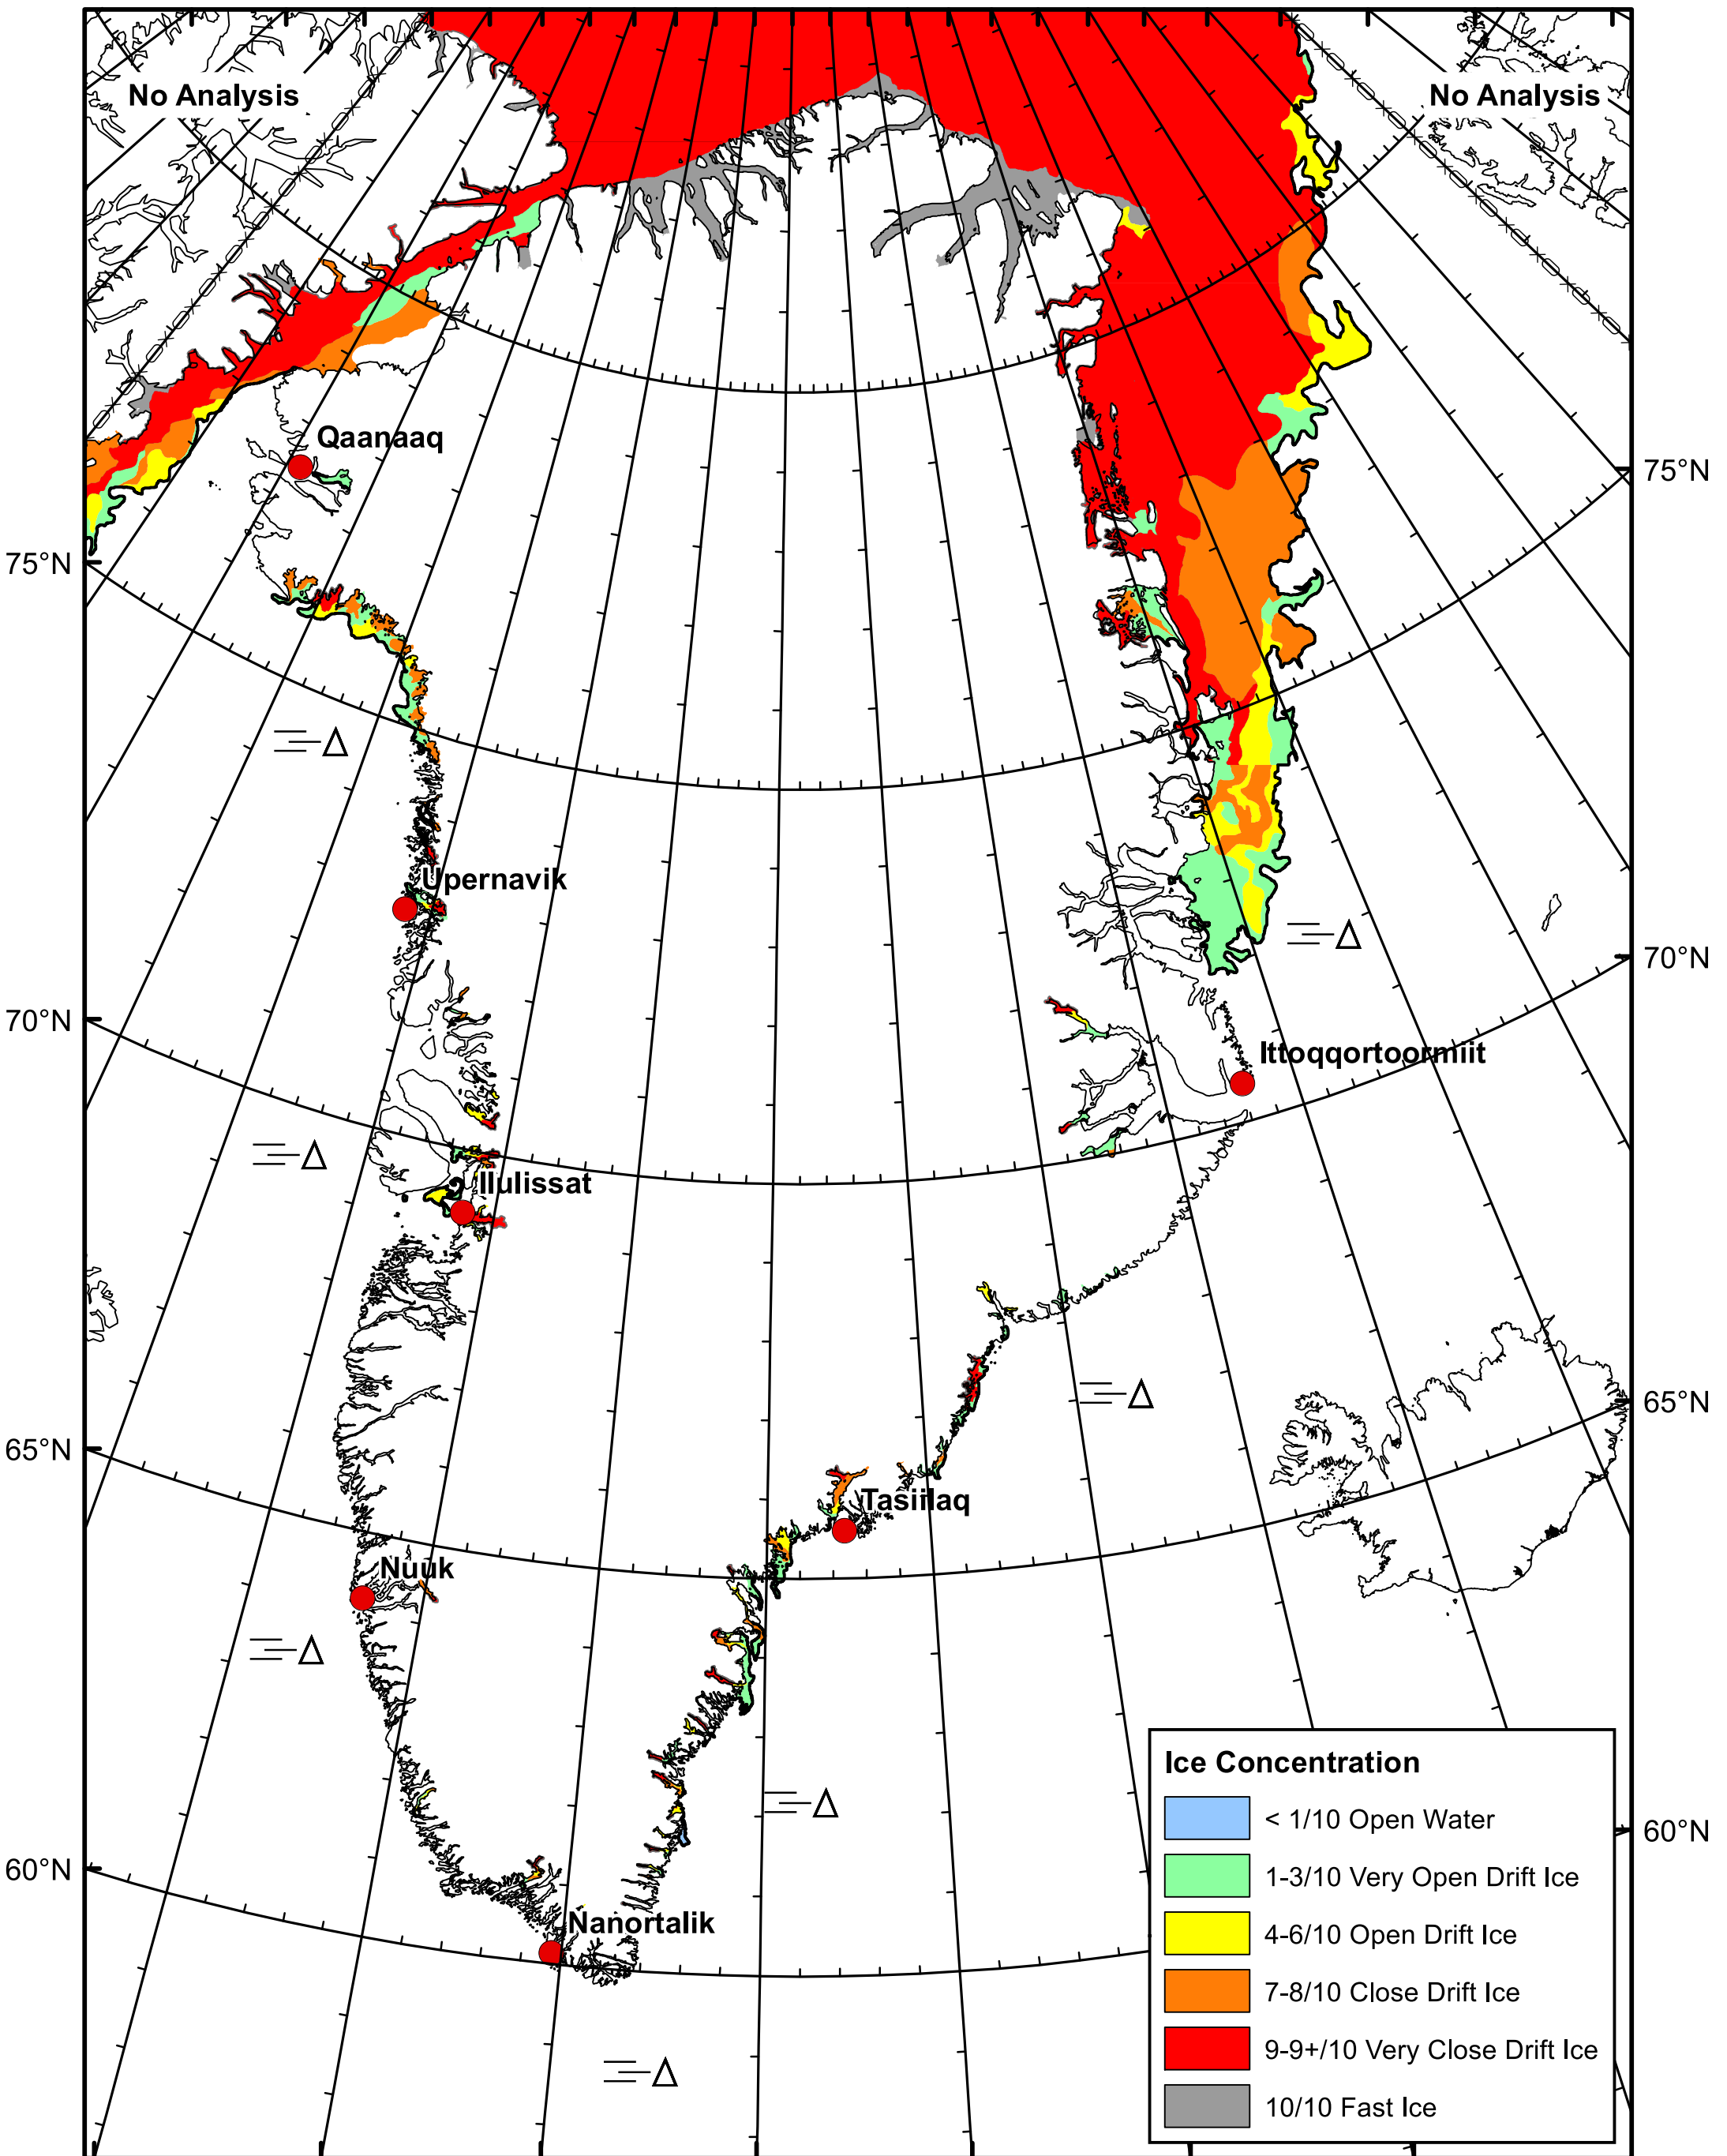 No Analysis
No Analysis
Qaanaaq
75°N
75°N
Upernavik
70°N
70°N
Ittoqqortoormiit
Ilulissat
65°N
65°N
Tasiilaq
Nuuk
Ice Concentration
< 1/10 Open Water
1-3/10 Very Open Drift Ice
4-6/10 Open Drift Ice
7-8/10 Close Drift Ice
9-9+/10 Very Close Drift Ice
10/10 Fast Ice
60°N
60°N
Nanortalik